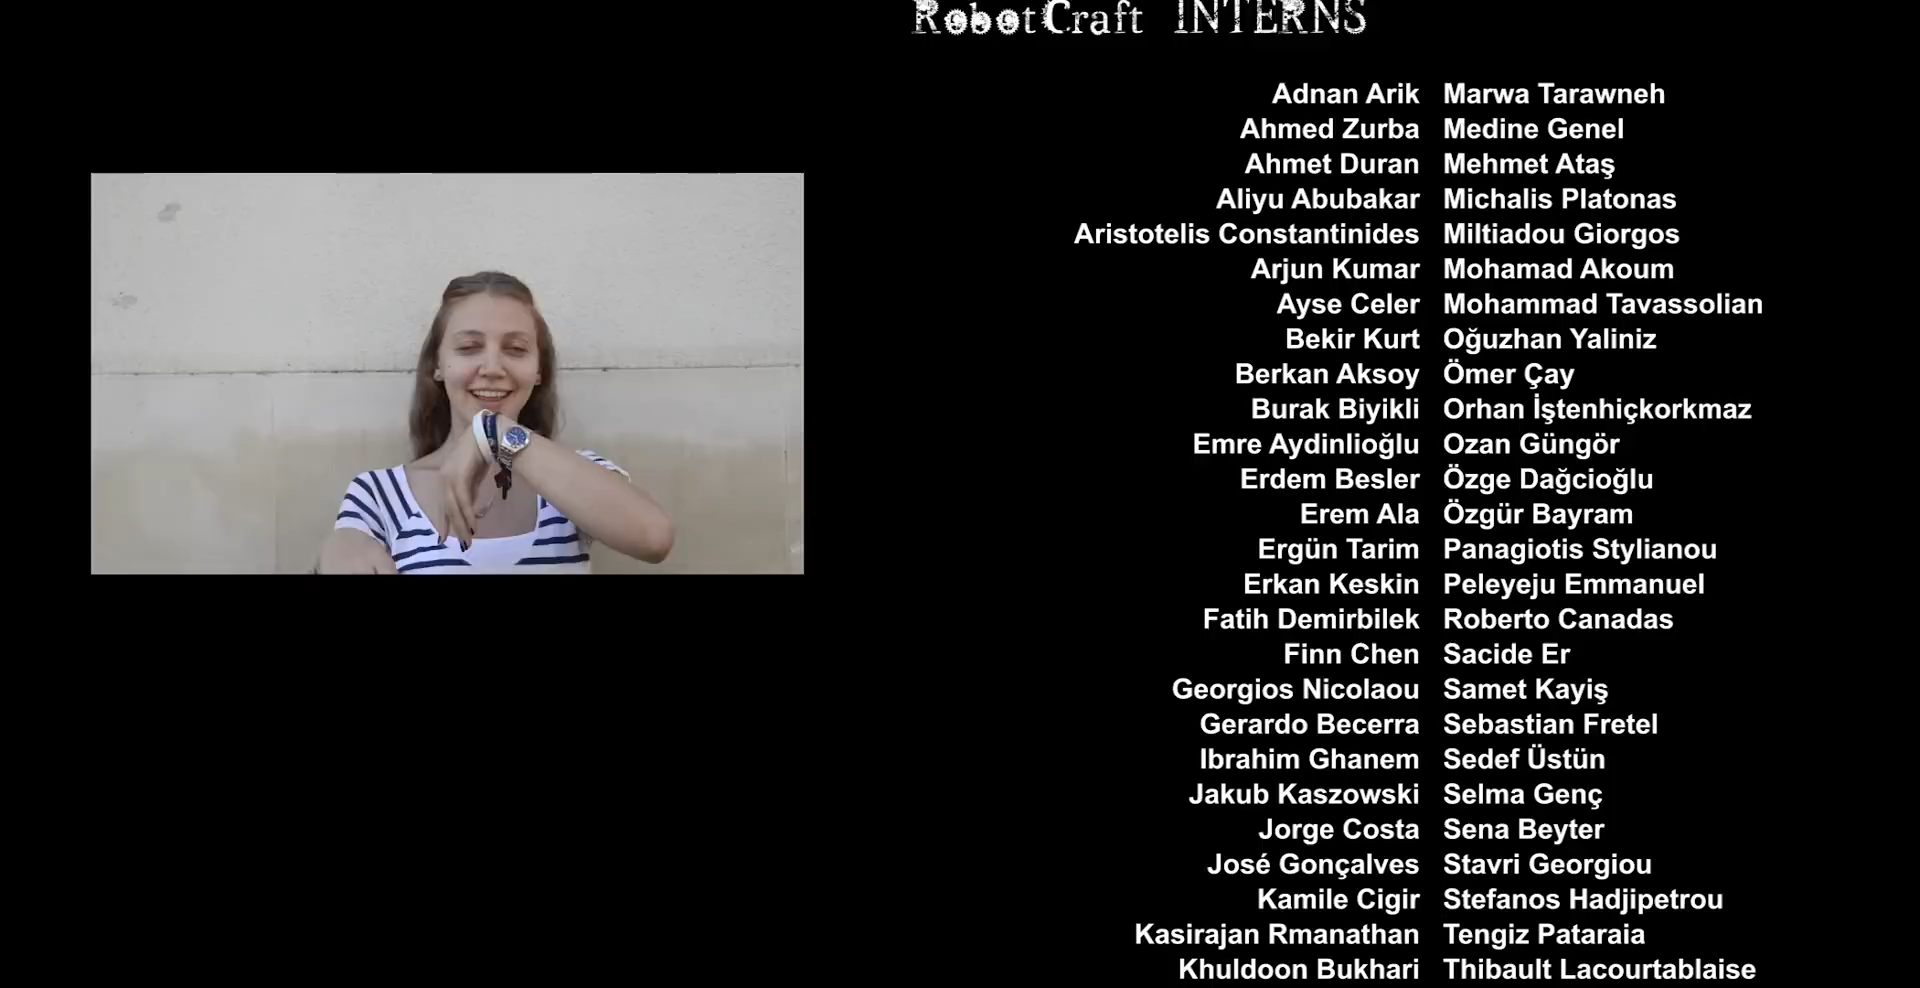 RobotCraft INTERNS
Adnan Arik Marwa Tarawneh
Ahmed Zurba Medine Genel
Ahmet Duran Mehmet Ataş
Aliyu Abubakar Michalis Platonas
Aristotelis Constantinides Miltiadou Giorgos
Arjun Kumar Mohamad Akoum
Ayse Celer Mohammad Tavassolian
Bekir Kurt Oğuzhan Yaliniz
Berkan Aksoy Ömer Çay
Burak Biyikli Orhan İştenhiçkorkmaz
Emre Aydinlioğlu Ozan Güngör
Erdem Besler Özge Dağcioğlu
Erem Ala Özgür Bayram
Ergün Tarim Panagiotis Stylianou
Erkan Keskin Peleyeju Emmanuel
Fatih Demirbilek Roberto Canadas
Finn Chen Sacide Er
Georgios Nicolaou Samet Kayiş
Gerardo Becerra Sebastian Fretel
Ibrahim Ghanem Sedef Üstün
Jakub Kaszowski Selma Genç
Jorge Costa Sena Beyter
José Gonçalves Stavri Georgiou
Kamile Cigir Stefanos Hadjipetrou
Kasirajan Rmanathan Tengiz Pataraia
Khuldoon Bukhari Thibault Lacourtablaise